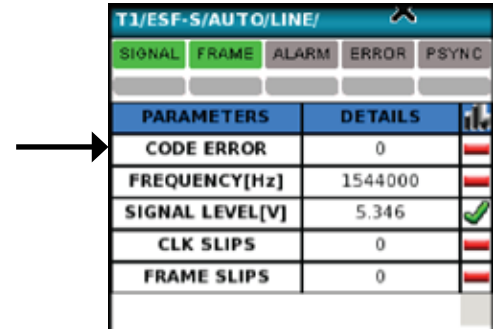 T1/ESF-S/AUTO/LINE/
SIGNAL FRAME ALARM ERROR PSYNC
PARAMETERS DETAILS
CODE ERROR 0
FREQUENCY[Hz] 1544000
SIGNAL LEVEL[V] 5.346
CLK SLIPS 0
FRAME SLIPS 0